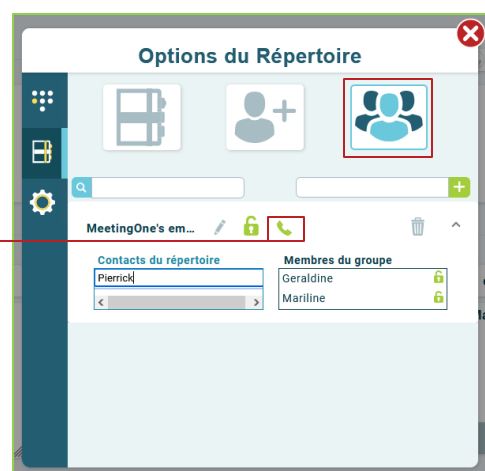 Options du Répertoire
MeetingOne's em...
Contacts du répertoire
Membres du groupe
Pierrick
Geraldine
Mariline